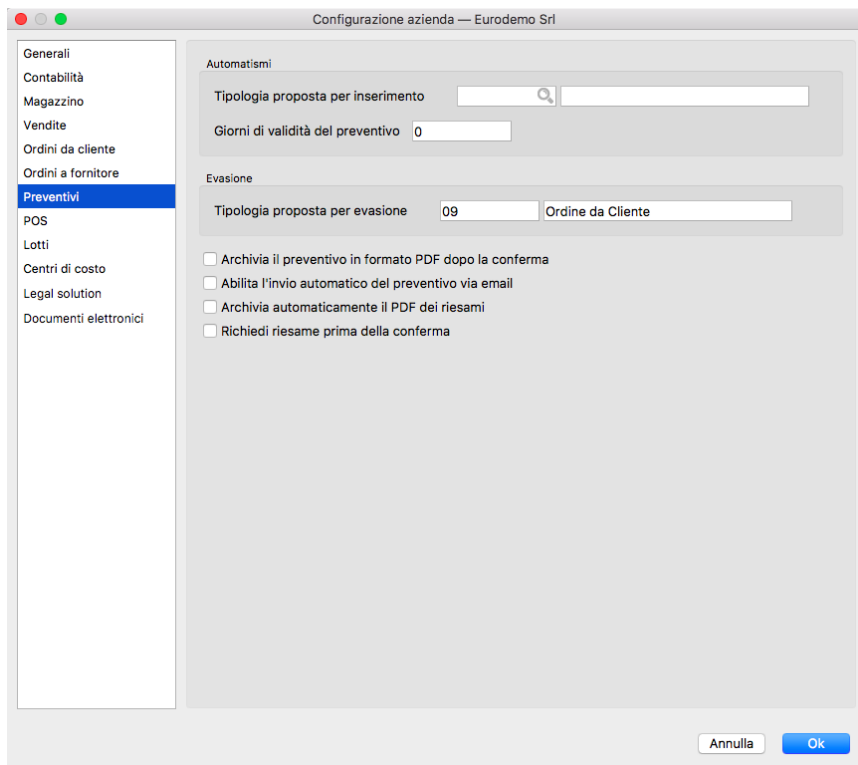 Configurazione azienda — Eurodemo Srl
Generali
Contabilità
Magazzino
Vendite
Ordini da cliente
Ordini a fornitore
Preventivi
POS
Lotti
Centri di costo
Legal solution
Documenti elettronici
Automatismi
Tipologia proposta per inserimento
Giorni di validità del preventivo 0
Evasione
Tipologia proposta per evasione 09 Ordine da Cliente
Archivia il preventivo in formato PDF dopo la conferma
Abilita l'invio automatico del preventivo via email
Archivia automaticamente il PDF dei riesami
Richiedi riesame prima della conferma
Annulla Ok